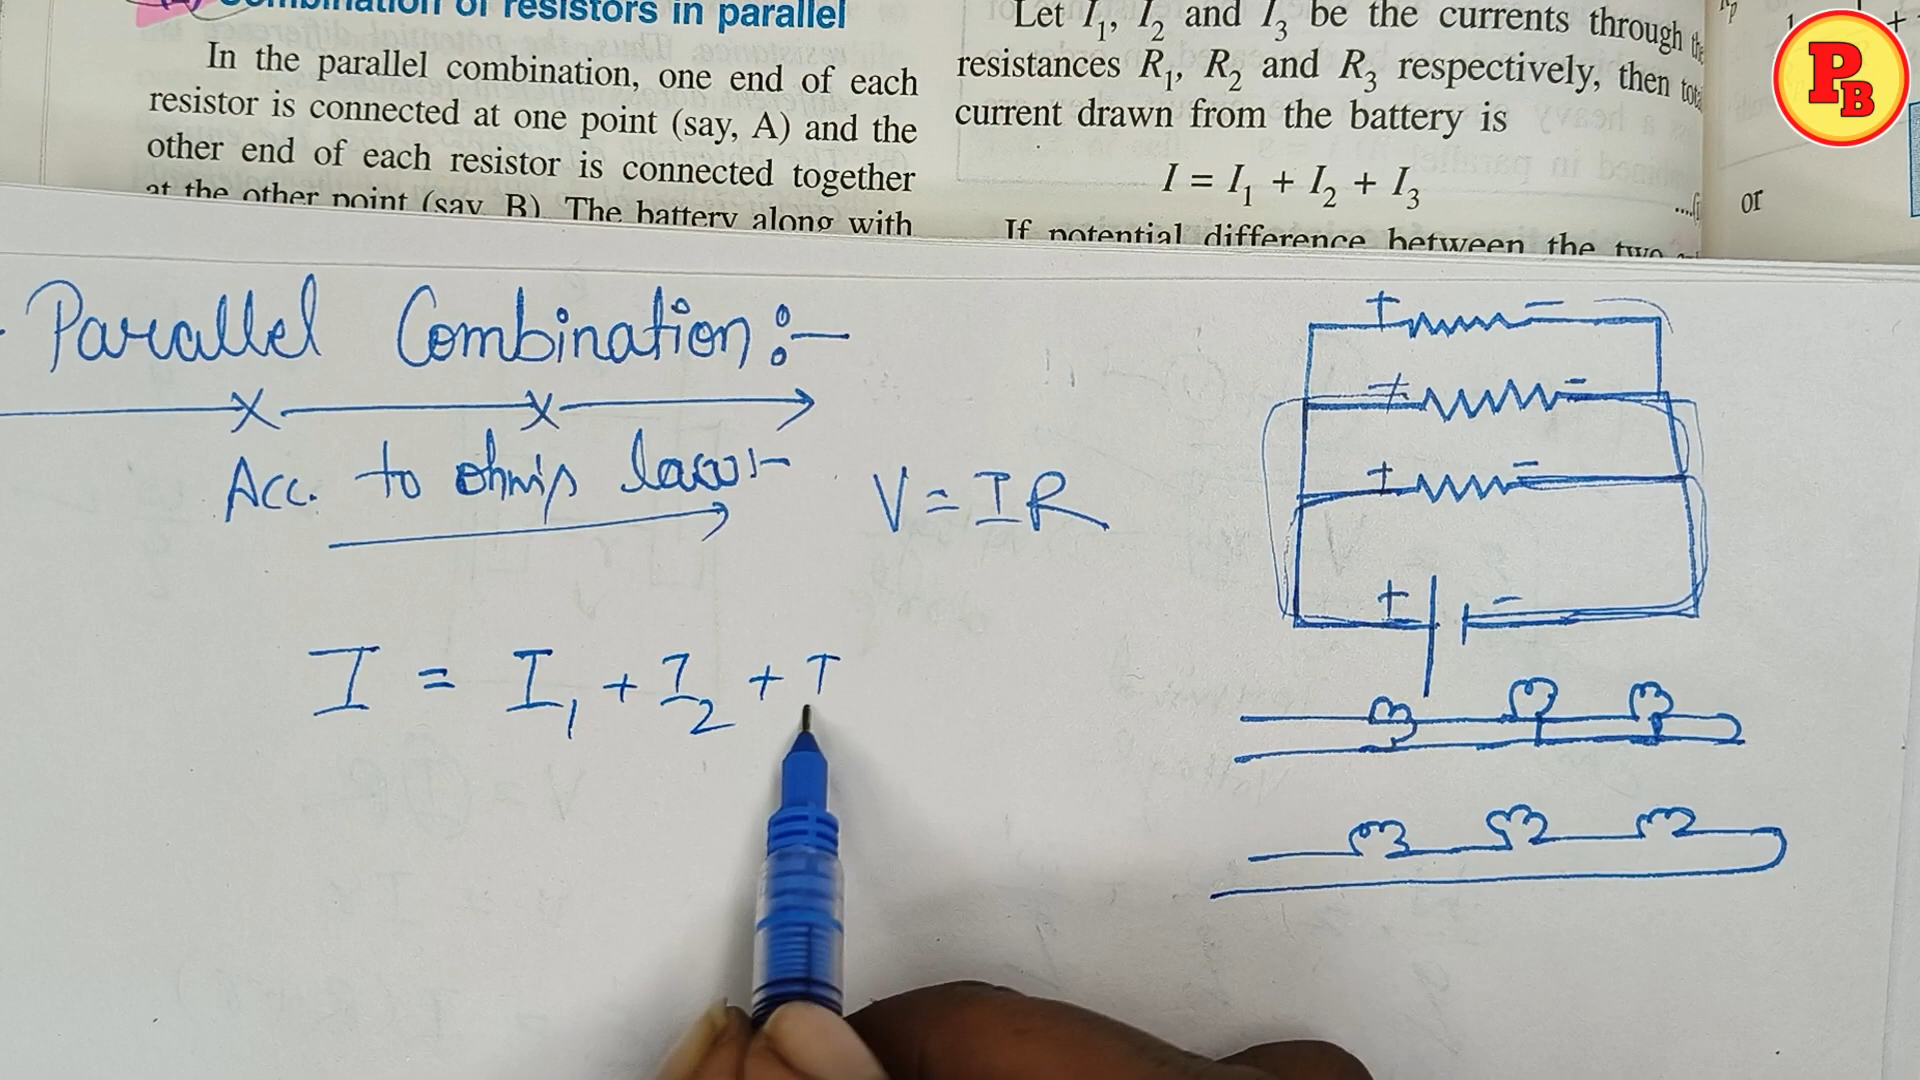 Combination of resistors in parallel
In the parallel combination, one end of each
resistor is connected at one point (say, A) and the
other end of each resistor is connected together
at the other point (say, B). The battery along with
Let I₁, I₂ and I₃ be the currents through the
resistances R₁, R₂ and R₃ respectively, then
current drawn from the battery is
I = I₁ + I₂ + I₃
If potential difference between the two
or
PB
Parallel Combination :-
Acc. to ohm's law :-
V = IR
I = I₁ + I₂ + I
+ -
+ -
+ -
+ -